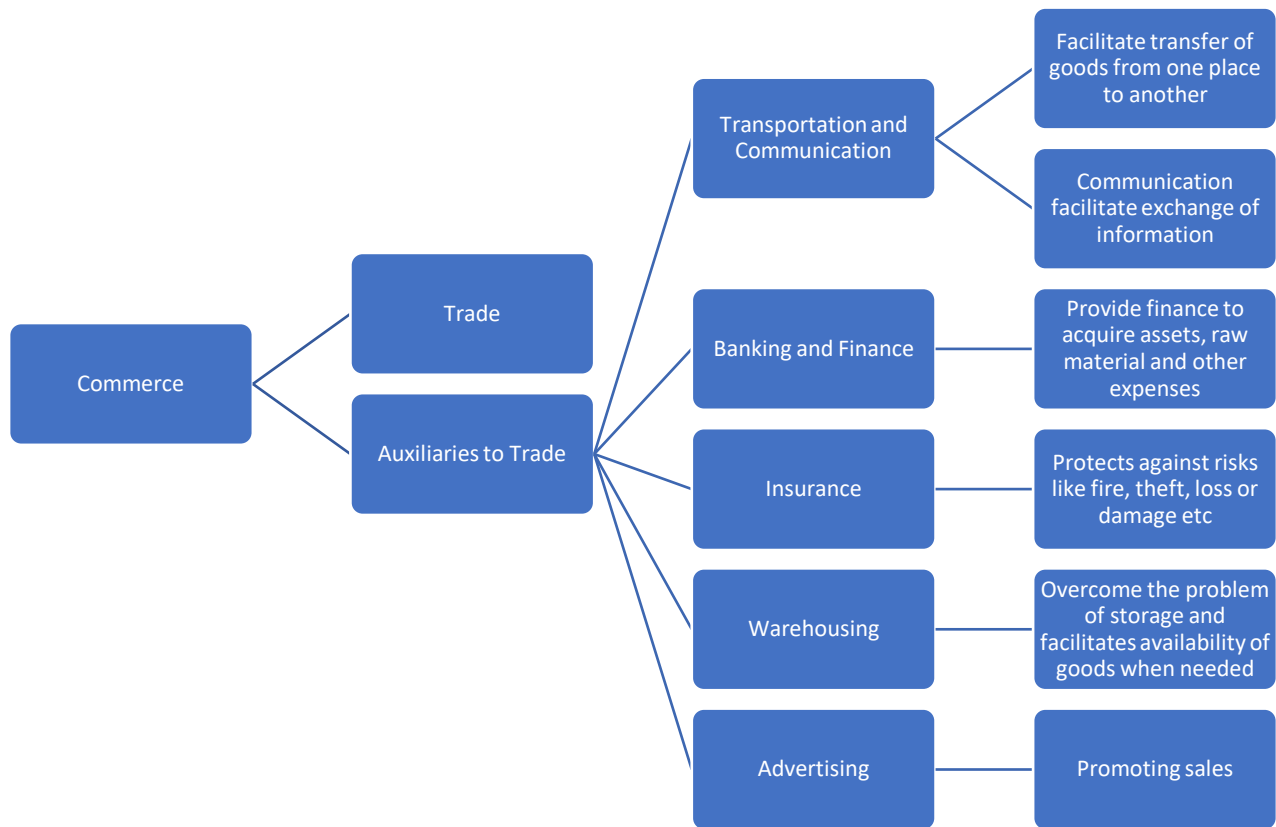 Facilitate transfer of
goods from one place
to another
Transportation and
Communication
Communication
facilitate exchange of
information
Trade
Commerce
Auxiliaries to Trade
Banking and Finance
Provide finance to
acquire assets, raw
material and other
expenses
Insurance
Protects against risks
like fire, theft, loss or
damage etc
Warehousing
Overcome the problem
of storage and
facilitates availability of
goods when needed
Advertising
Promoting sales